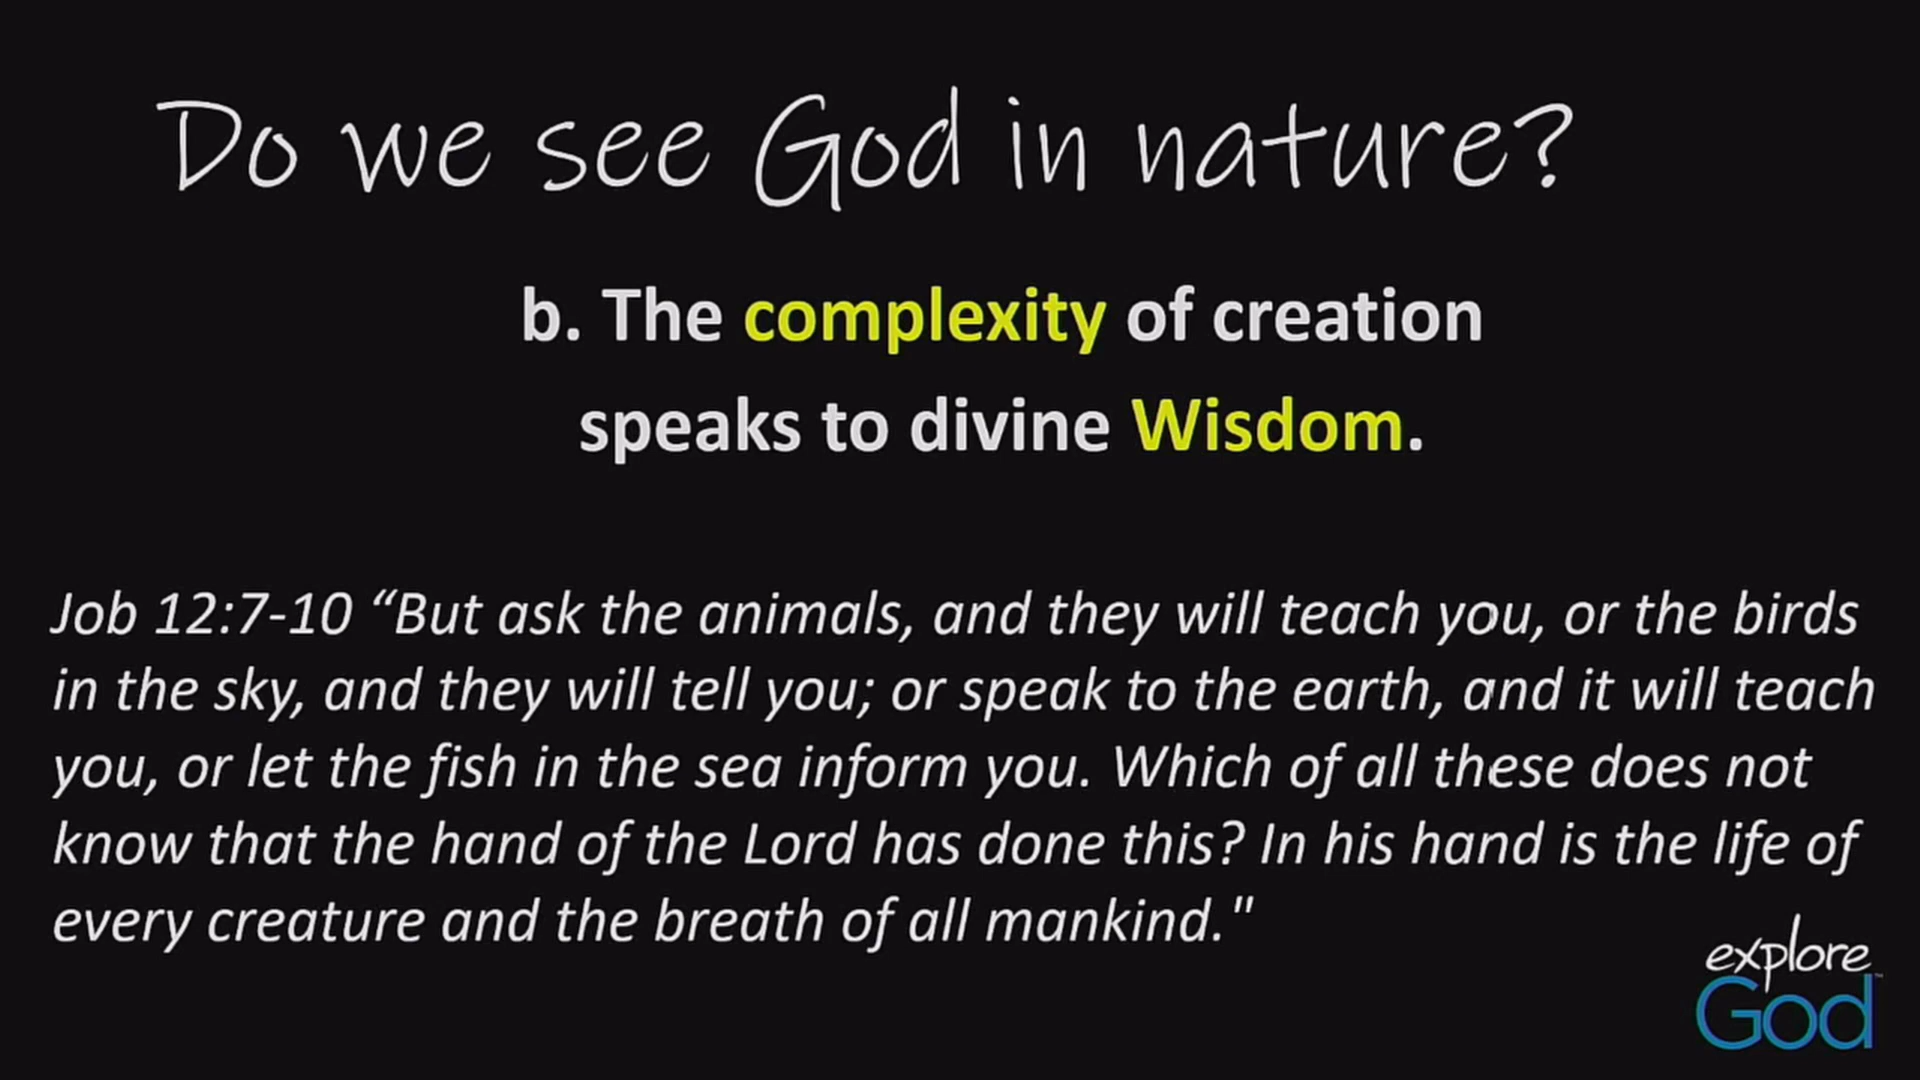 Do we see God in nature?
b. The complexity of creation
speaks to divine Wisdom.
Job 12:7-10 “But ask the animals, and they will teach you, or the birds
in the sky, and they will tell you; or speak to the earth, and it will teach
you, or let the fish in the sea inform you. Which of all these does not
know that the hand of the Lord has done this? In his hand is the life of
every creature and the breath of all mankind."
explore
God